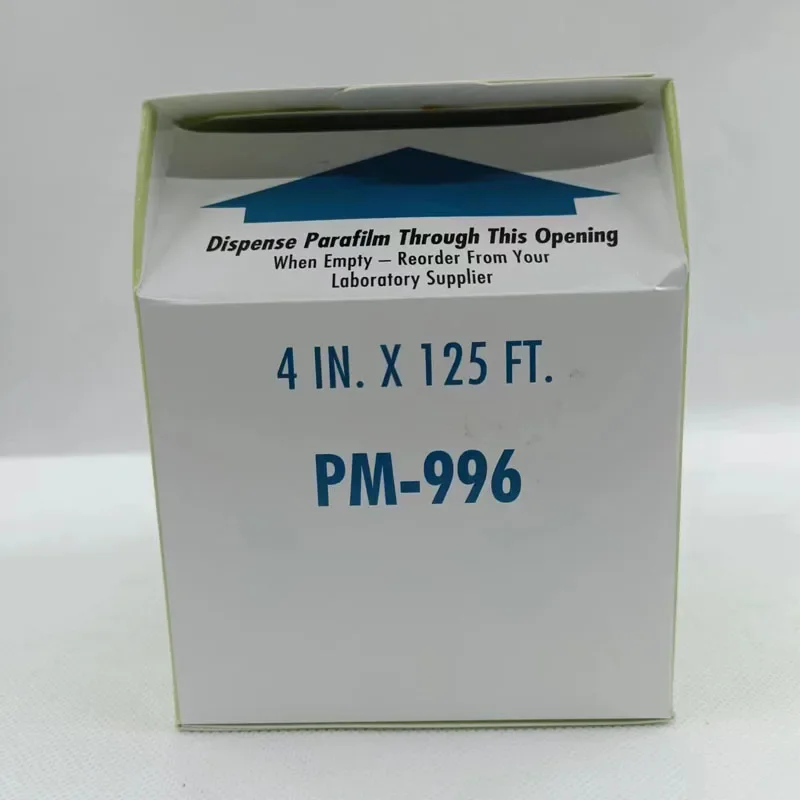 Dispense Parafilm Through This Opening
When Empty – Reorder From Your
Laboratory Supplier
4 IN. X 125 FT.
PM-996